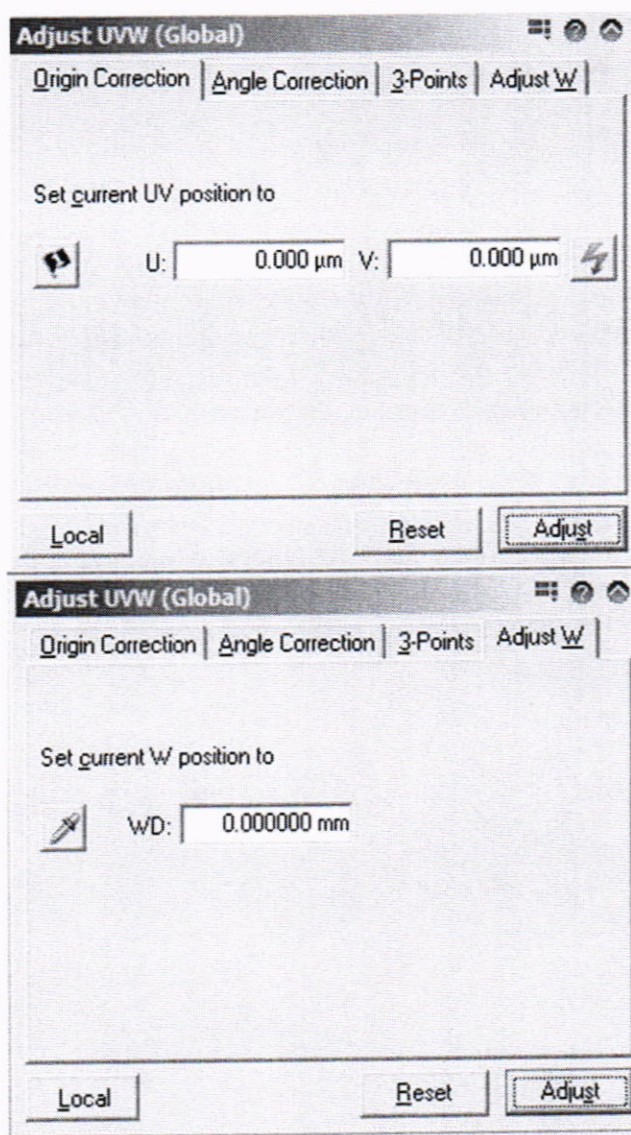 Adjust UVW (Global)
Origin Correction Angle Correction 3-Points Adjust W
Set current UV position to
U: 0.000 µm V: 0.000 µm
Local Reset Adjust
Adjust UVW (Global)
Origin Correction Angle Correction 3-Points Adjust W
Set current W position to
WD: 0.000000 mm
Local Reset Adjust